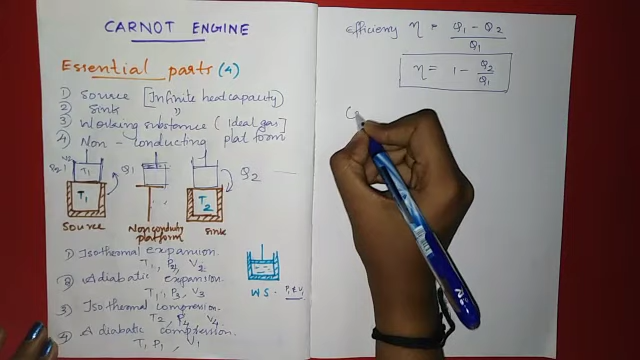 CARNOT ENGINE
Essential parts (4)
1) Source [Infinite heat capacity)
2) Sink "
3) Working substance (Ideal gas]
4) Non - conducting platform
T1
Q1
Q2
T1
T2
Source
Non conducting platform
Sink
1) Isothermal expansion
T1, P2, V2
2) Adiabatic expansion
T1, P3, V3
3) Isothermal compression
T2, P4, V4
4) Adiabatic compression.
T1 P1, V1
WS.
Efficiency η = Q1 - Q2 / Q1
η = 1 - Q2 / Q1